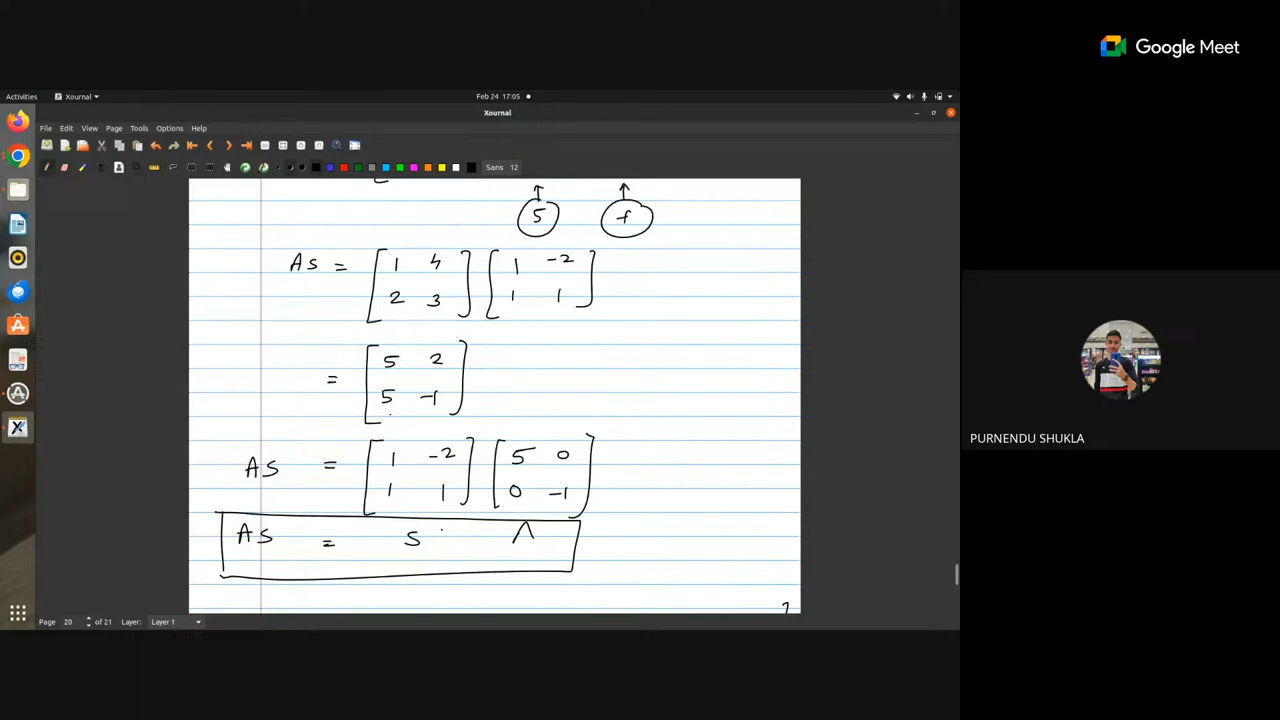 Google Meet
Activities Xournal Feb 24 17:05
Xournal
File Edit View Page Tools Options Help
Sans 12
5
AS = [ 1 4 ] [ 1 -2 ]
[ 2 3 ] [ 1 1 ]
= [ 5 2 ]
[ 5 -1 ]
AS = [ 1 -2 ] [ 5 0 ]
[ 1 1 ] [ 0 -1 ]
AS = S Λ
PURNENDU SHUKLA
Page 20 of 21 Layer: Layer 1